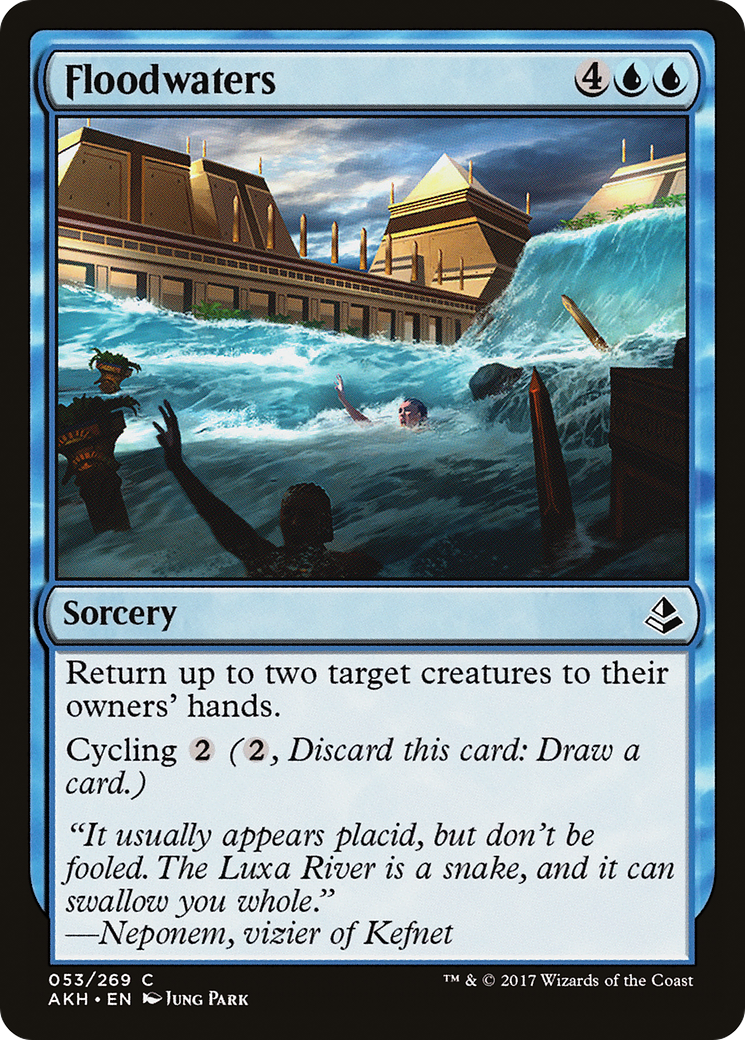 Floodwaters 4
Sorcery
Return up to two target creatures to their
owners’ hands.
Cycling 2 (2, Discard this card: Draw a
card.)
“It usually appears placid, but don’t be
fooled. The Luxa River is a snake, and it can
swallow you whole.”
—Neponem, vizier of Kefnet
053/269 C
™ & © 2017 Wizards of the Coast
AKH • EN Jung Park